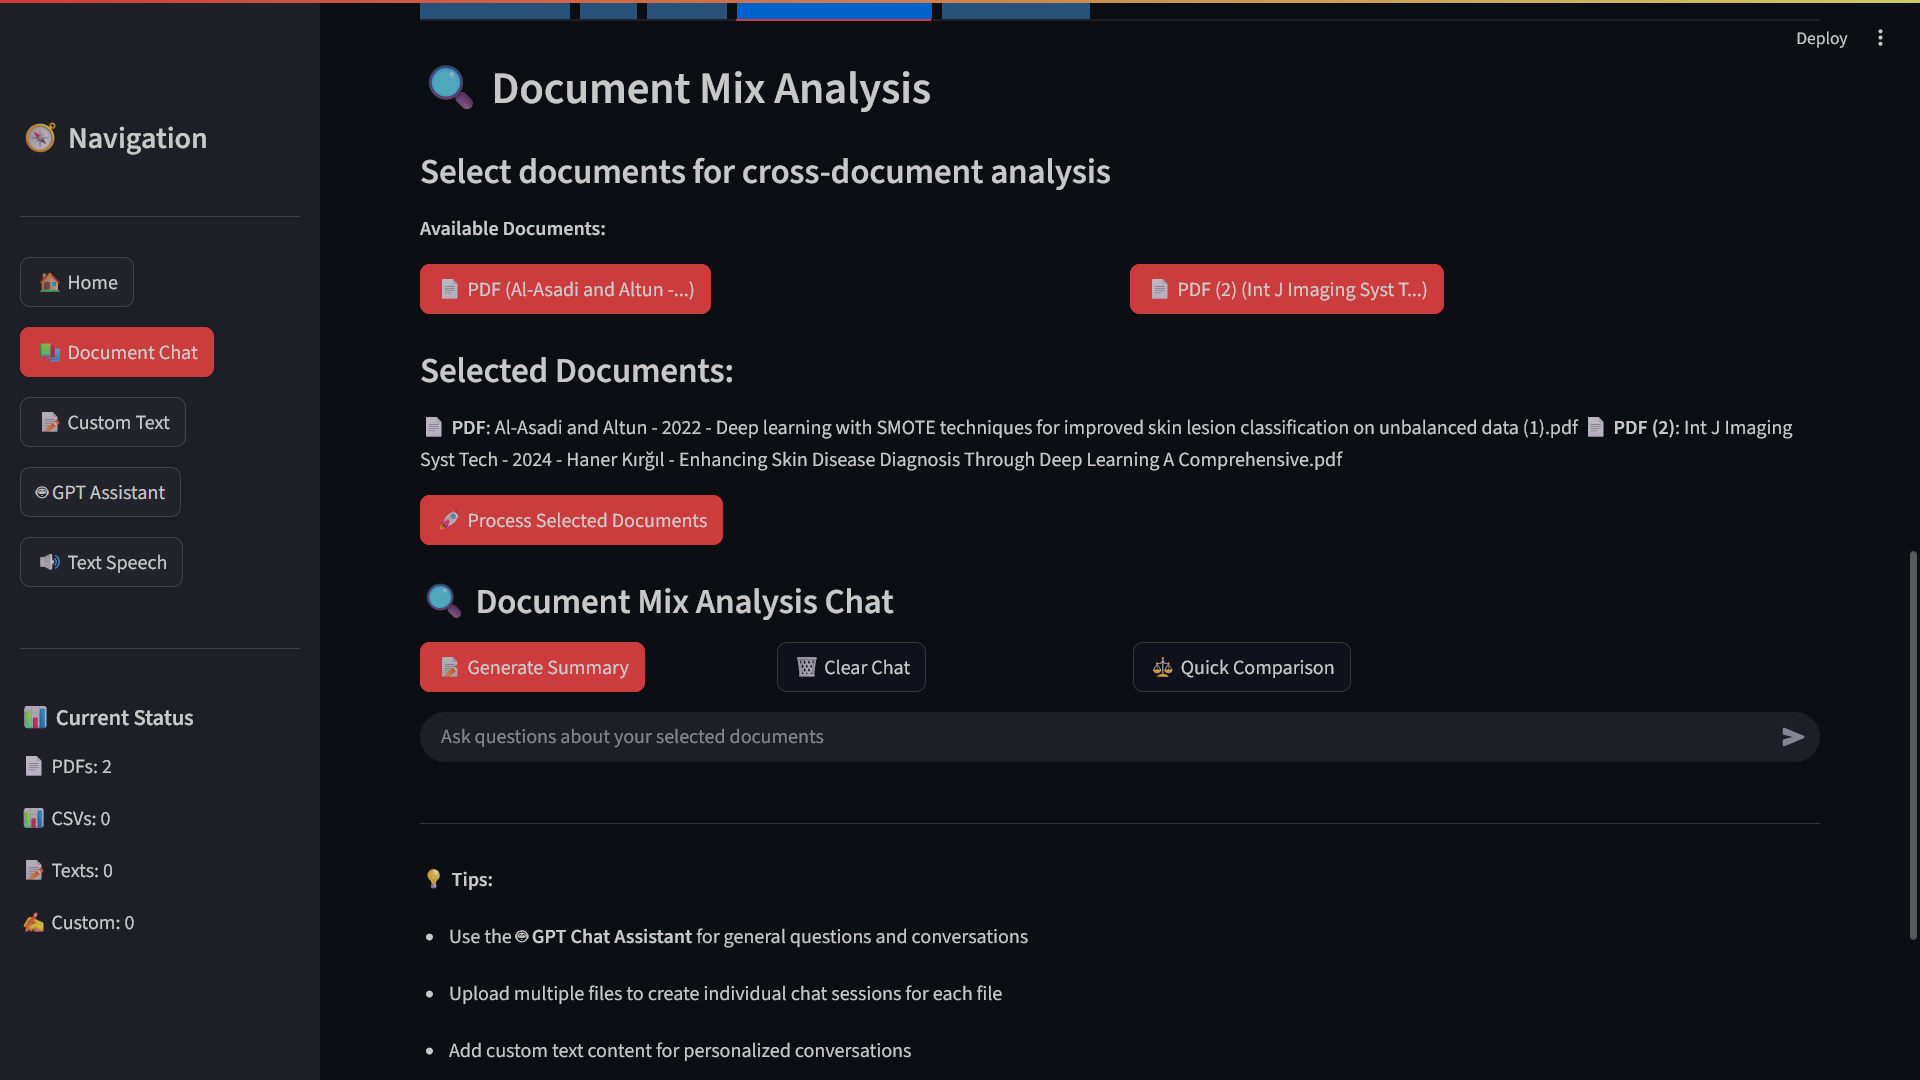 Deploy
Navigation
Home
Document Chat
Custom Text
GPT Assistant
Text Speech
Current Status
PDFs: 2
CSVs: 0
Texts: 0
Custom: 0
Document Mix Analysis
Select documents for cross-document analysis
Available Documents:
PDF (Al-Asadi and Altun -...)
PDF (2) (Int J Imaging Syst T...)
Selected Documents:
PDF: Al-Asadi and Altun - 2022 - Deep learning with SMOTE techniques for improved skin lesion classification on unbalanced data (1).pdf PDF (2): Int J Imaging
Syst Tech - 2024 - Haner Kırğıl - Enhancing Skin Disease Diagnosis Through Deep Learning A Comprehensive.pdf
Process Selected Documents
Document Mix Analysis Chat
Generate Summary
Clear Chat
Quick Comparison
Ask questions about your selected documents
Tips:
• Use the GPT Chat Assistant for general questions and conversations
• Upload multiple files to create individual chat sessions for each file
• Add custom text content for personalized conversations